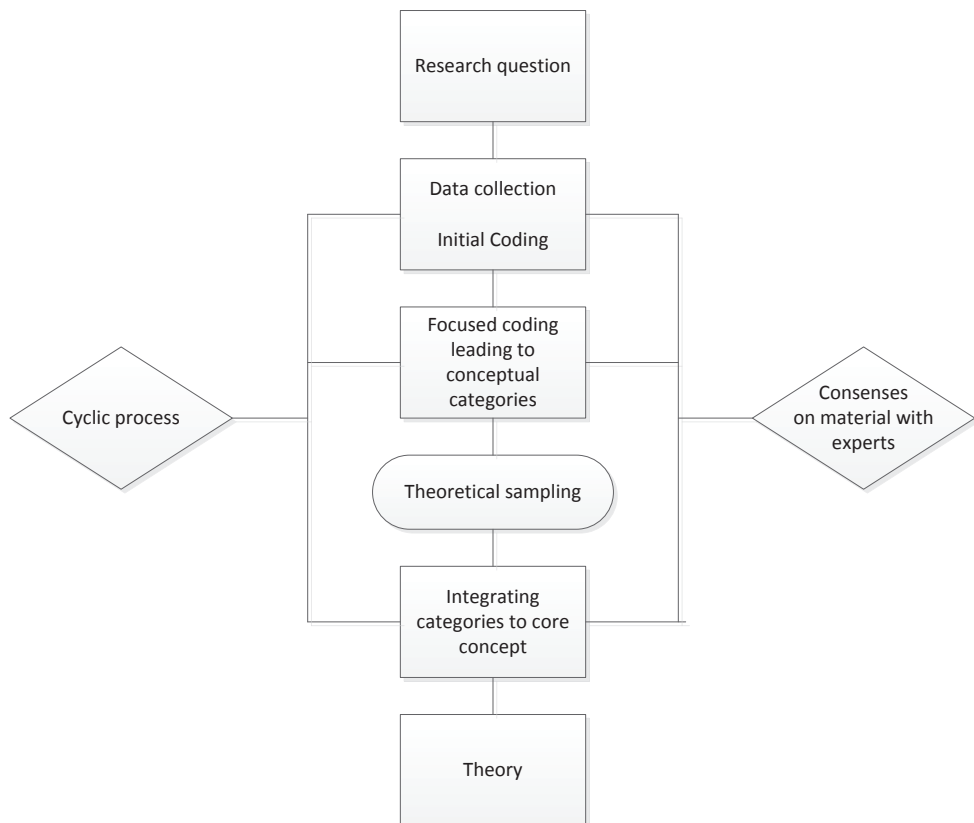 Research question
Data collection
Initial Coding
Focused coding
leading to
conceptual
categories
Cyclic process
Consenses
on material with
experts
Theoretical sampling
Integrating
categories to core
concept
Theory